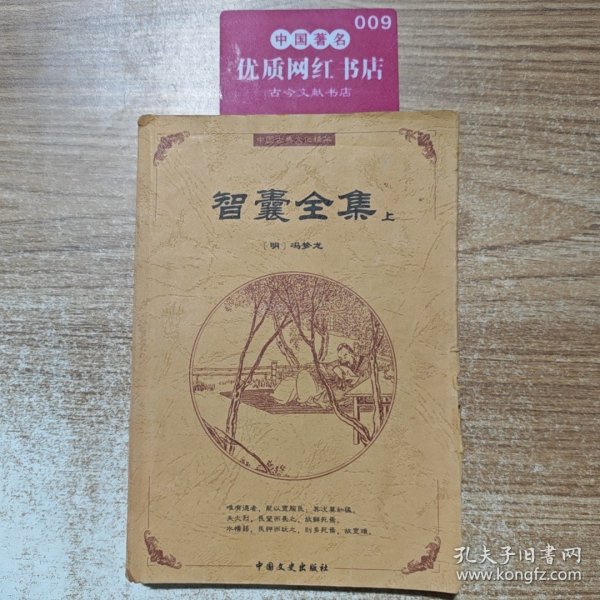 009
中国著名
优质网红书店
古今文献书店
中国古典文化精华
智囊全集 上
[明] 冯梦龙
唯有德者，能以宽服民，其次莫如猛。
夫火烈，民望而畏之，故鲜死焉。
水懦弱，民狎而玩之，则多死焉，故宽难。
中国文史出版社
孔夫子旧书网
www.kongfz.com